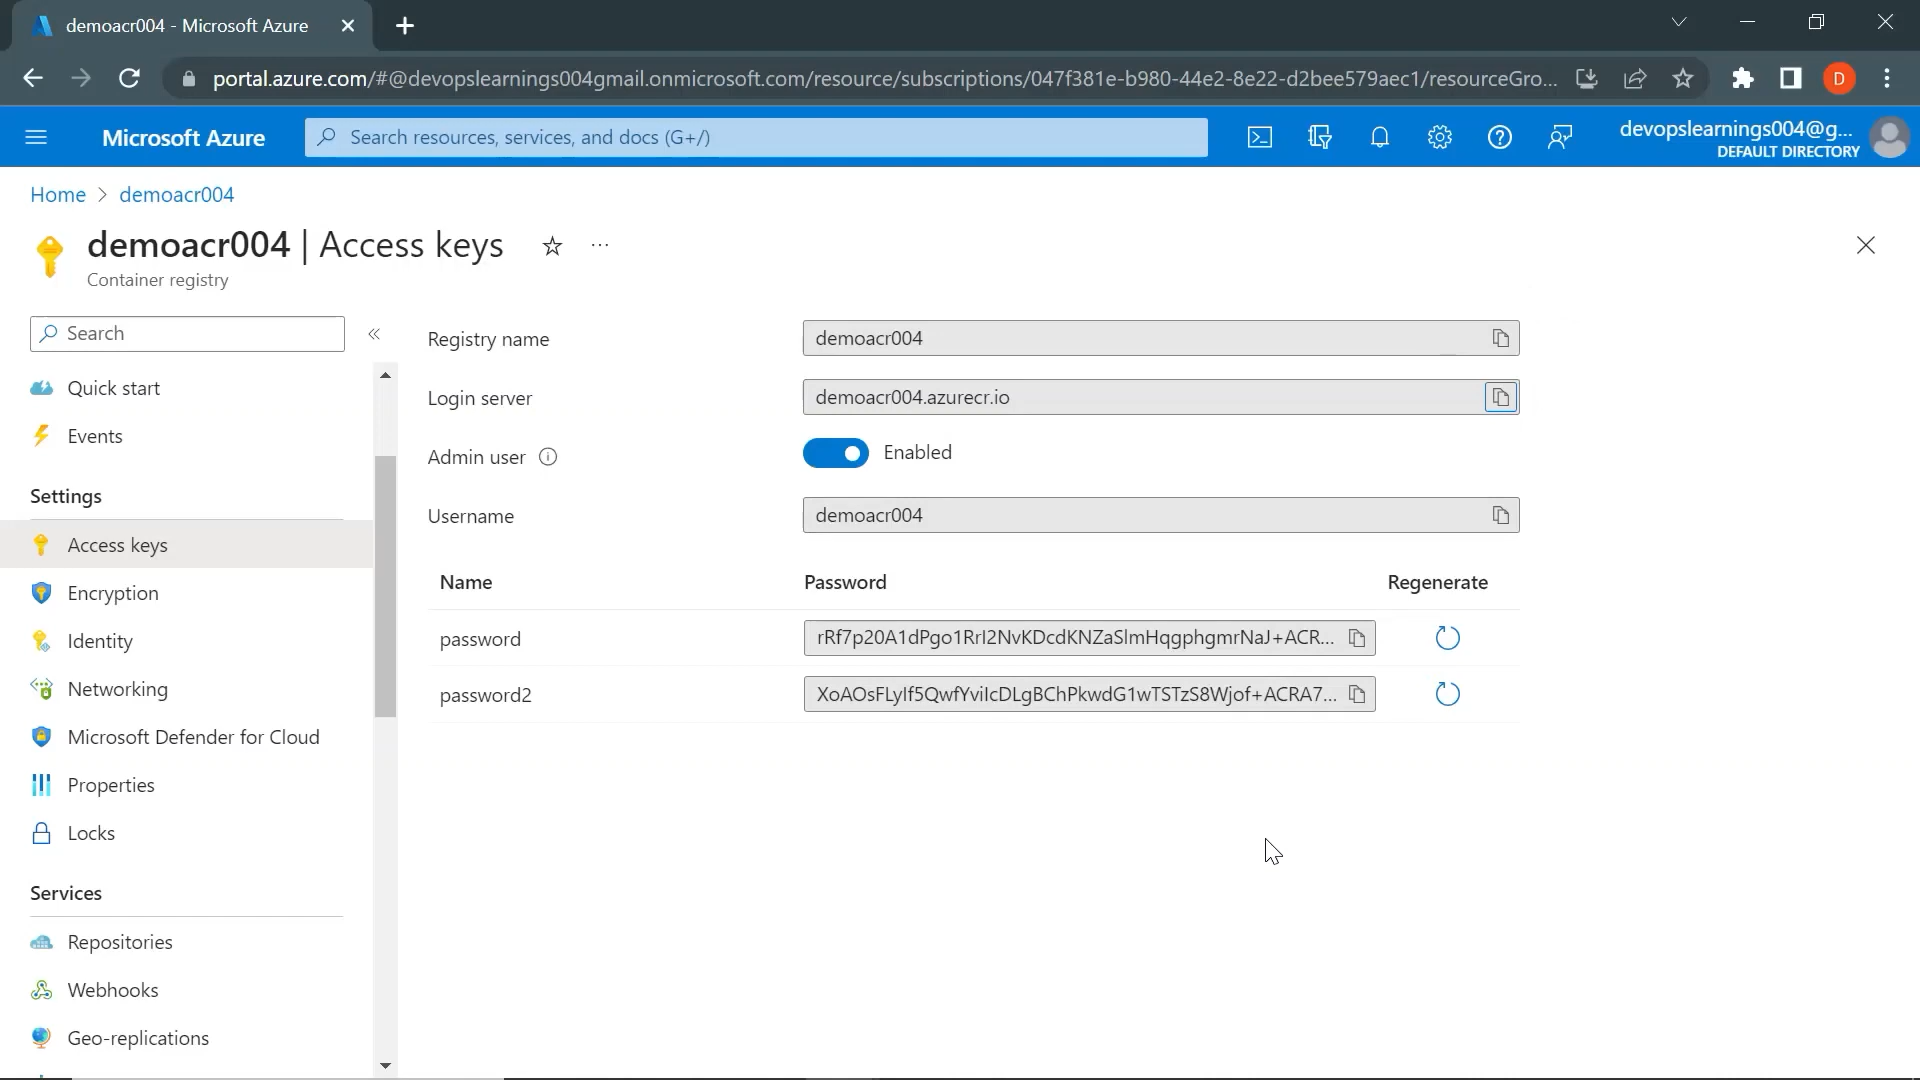 demoacr004 - Microsoft Azure
portal.azure.com/#@devopslearnings004gmail.onmicrosoft.com/resource/subscriptions/047f381e-b980-44e2-8e22-d2bee579aec1/resourceGro...
D
Microsoft Azure
Search resources, services, and docs (G+/)
devopslearnings004@g...
DEFAULT DIRECTORY
Home > demoacr004
demoacr004 | Access keys
Container registry
Search
Quick start
Events
Settings
Access keys
Encryption
Identity
Networking
Microsoft Defender for Cloud
Properties
Locks
Services
Repositories
Webhooks
Geo-replications
Registry name
demoacr004
Login server
demoacr004.azurecr.io
Admin user
Enabled
Username
demoacr004
Name Password Regenerate
password rRf7p20A1dPgo1RrI2NvKDcdKNZaSlmHqgphgmrNaJ+ACR...
password2 XoAOsFLyIf5QwfYviIcDLgBChPkwdG1wTSTzS8Wjof+ACRA7...